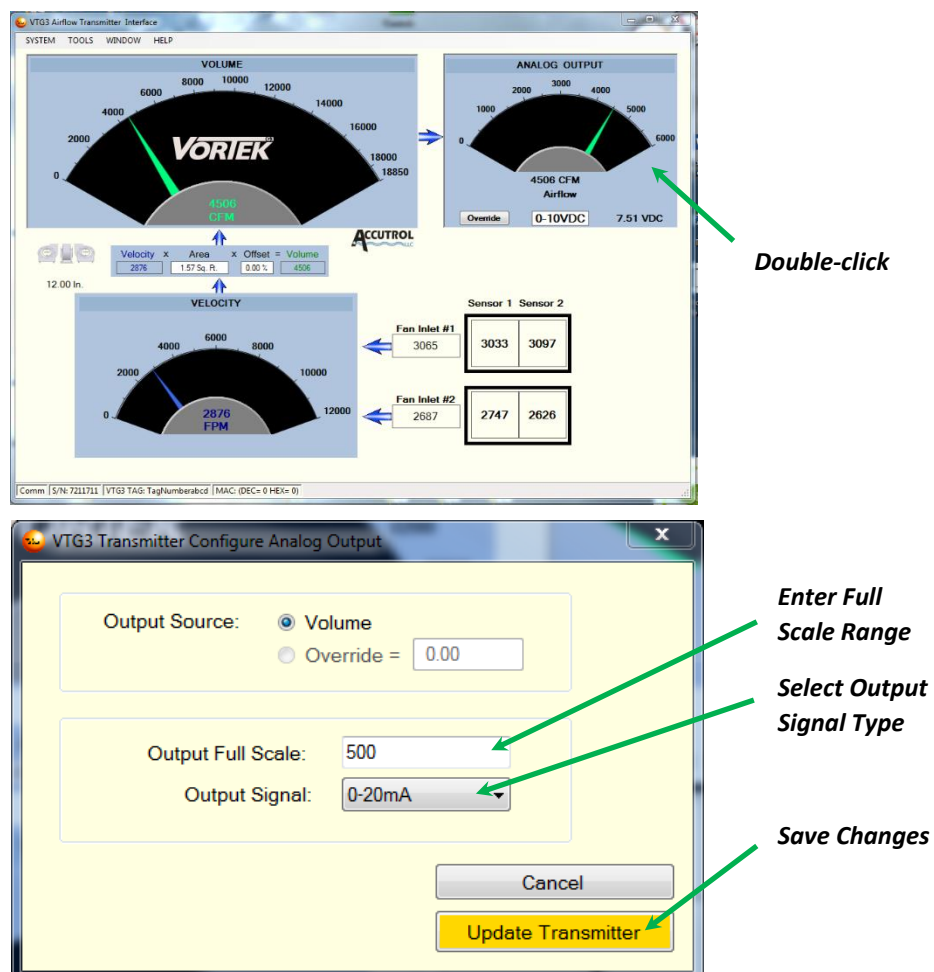 VTG3 Airflow Transmitter Interface
SYSTEM TOOLS WINDOW HELP
VOLUME
0 2000 4000 6000 8000 10000 12000 14000 16000 18000 18850
VORTEK
4506
CFM
ANALOG OUTPUT
0 1000 2000 3000 4000 5000 6000
4506 CFM
Airflow
Override 0-10VDC 7.51 VDC
Double-click
ACCUTROL LLC
Velocity x Area x Offset = Volume
2876 1.57 Sq. Ft. 0.00 % 4506
12.00 In.
VELOCITY
0 2000 4000 6000 8000 10000 12000
2876
FPM
Sensor 1 Sensor 2
Fan Inlet #1
3065 3033 3097
Fan Inlet #2
2687 2747 2626
Comm S/N: 7211711 VTG3 TAG: TagNumberabcd MAC: (DEC= 0 HEX= 0)
VTG3 Transmitter Configure Analog Output
x
Output Source: Volume
Override = 0.00
Enter Full
Scale Range
Select Output
Signal Type
Output Full Scale: 500
Output Signal: 0-20mA
Save Changes
Cancel
Update Transmitter